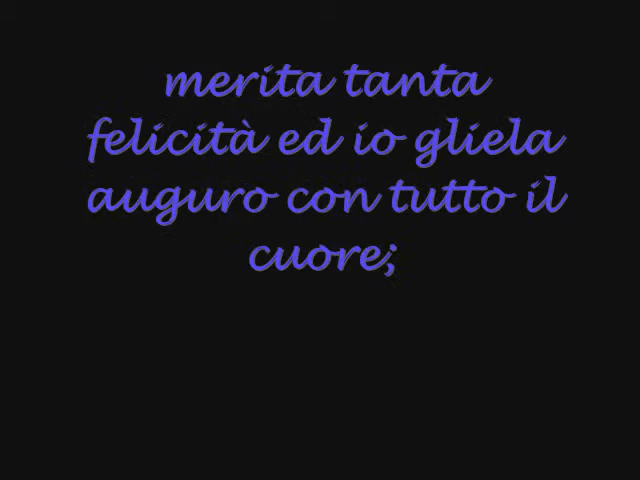 merita tanta
felicità ed io gliela
auguro con tutto il
cuore;